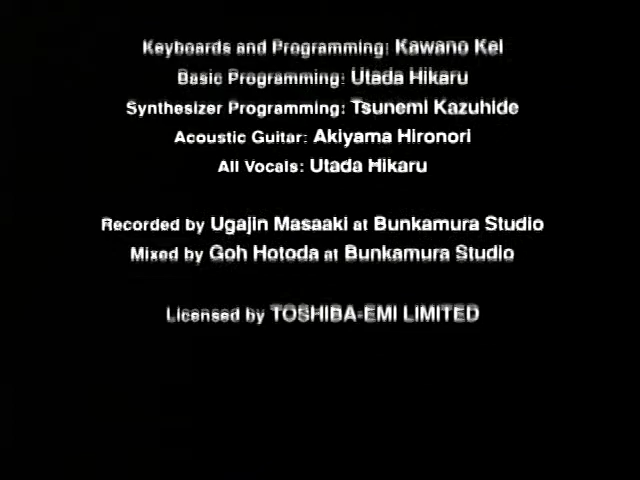 Keyboards and Programming: Kawano Kei
Basic Programming: Utada Hikaru
Synthesizer Programming: Tsunemi Kazuhide
Acoustic Guitar: Akiyama Hironori
All Vocals: Utada Hikaru
Recorded by Ugajin Masaaki at Bunkamura Studio
Mixed by Goh Hotoda at Bunkamura Studio
Licensed by TOSHIBA-EMI LIMITED